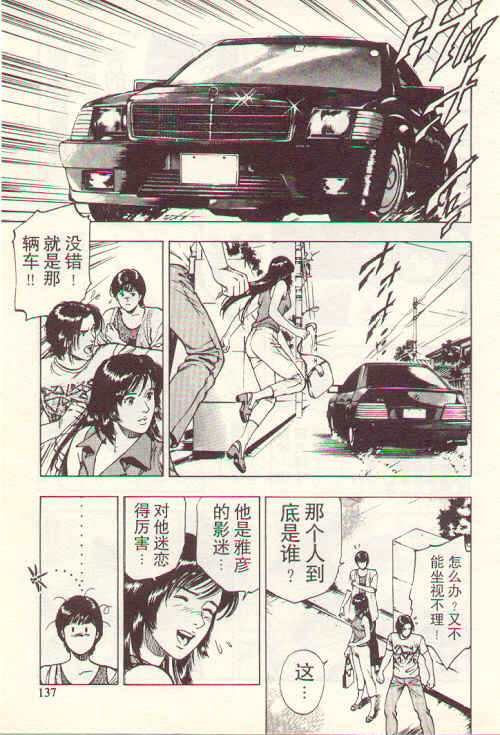 没错！
就是那
辆车!!
怎么办？又不
能坐视不理！
那个人到
底是谁？
这…
他是雅彦
的影迷…
对他迷恋
得厉害…
137